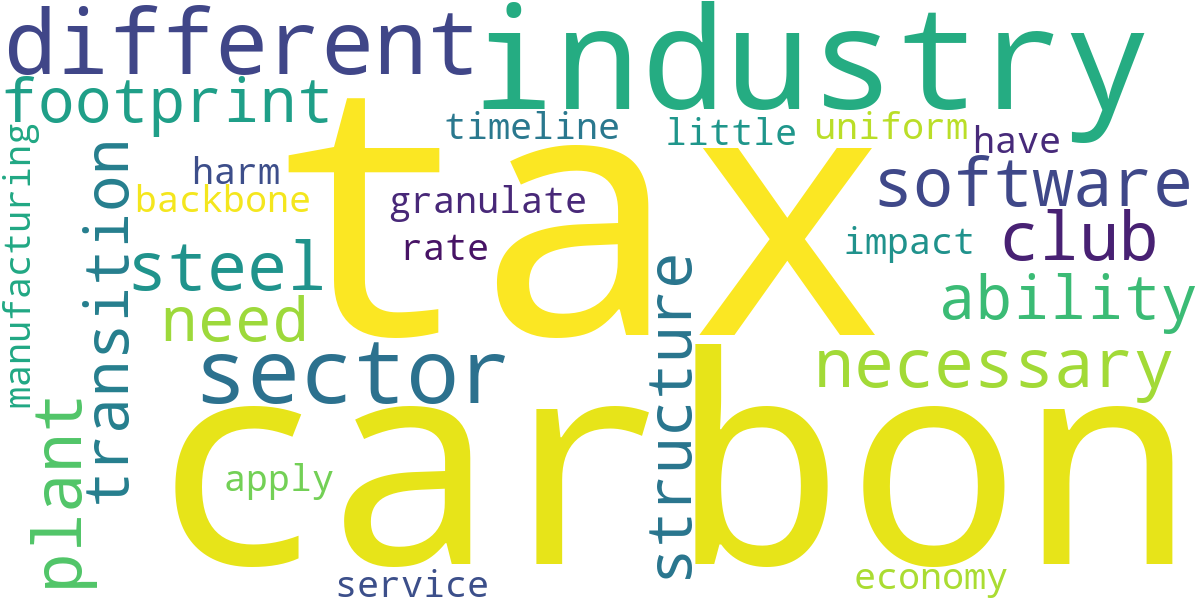 different
industry
footprint
tax
timeline
little
uniform
have
manufacturing
transition
harm
backbone
granulate
software
rate
impact
club
steel
ability
need
structure
sector
necessary
carbon
plant
apply
service
economy